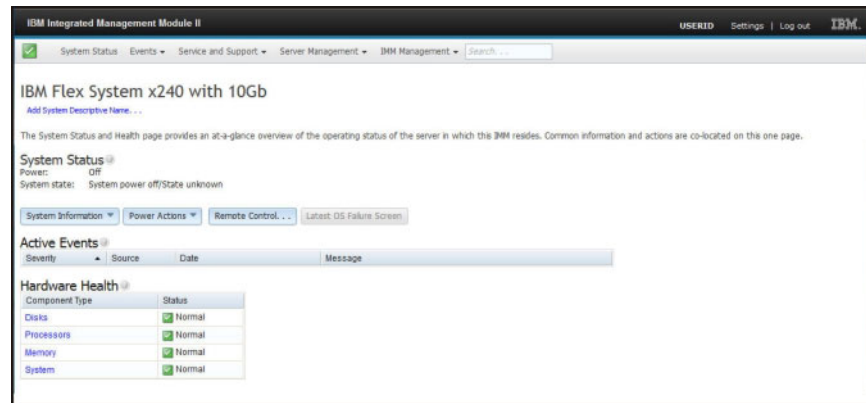 IBM Integrated Management Module II
USERID Settings | Log out IBM.
System Status Events Service and Support Server Management IMM Management Search. . .
IBM Flex System x240 with 10Gb
Add System Descriptive Name. . .
The System Status and Health page provides an at-a-glance overview of the operating status of the server in which this IMM resides. Common information and actions are co-located on this one page.
System Status
Power: Off
System state: System power off/State unknown
System Information Power Actions Remote Control. . . Latest OS Failure Screen
Active Events
Severity Source Date Message
Hardware Health
Component Type Status
Disks Normal
Processors Normal
Memory Normal
System Normal